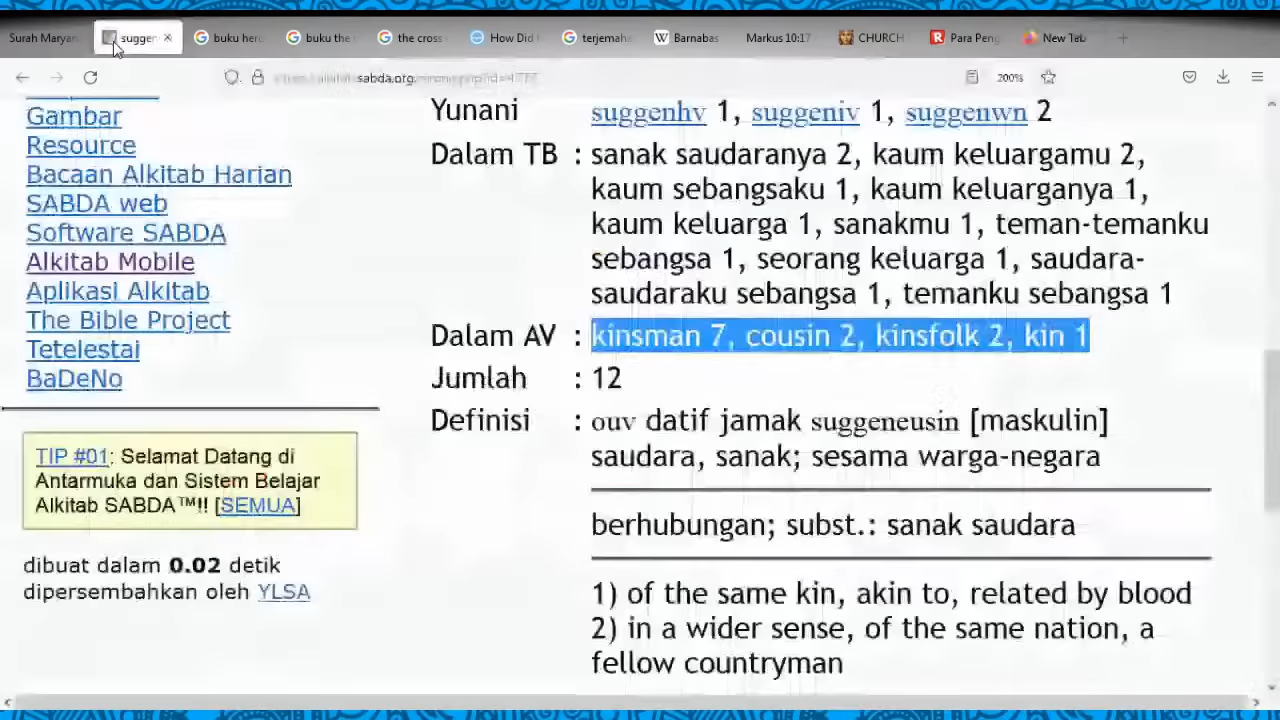 Surah Maryam
sugger
buku her
buku the
the cross
How Did
terjemah
Barnabas
Markus 10:17
CHURCH
Para Peng
New Tab
sabda.org
200%
Gambar
Resource
Bacaan Alkitab Harian
SABDA web
Software SABDA
Alkitab Mobile
Aplikasi Alkitab
The Bible Project
Tetelestai
BaDeNo
TIP #01: Selamat Datang di
Antarmuka dan Sistem Belajar
Alkitab SABDA™!! [SEMUA]
dibuat dalam 0.02 detik
dipersembahkan oleh YLSA
Yunani suggenhv 1, suggeniv 1, suggenwn 2
Dalam TB : sanak saudaranya 2, kaum keluargamu 2,
kaum sebangsaku 1, kaum keluarganya 1,
kaum keluarga 1, sanakmu 1, teman-temanku
sebangsa 1, seorang keluarga 1, saudara-
saudaraku sebangsa 1, temanku sebangsa 1
Dalam AV : kinsman 7, cousin 2, kinsfolk 2, kin 1
Jumlah : 12
Definisi : ouv datif jamak suggeneusin [maskulin]
saudara, sanak; sesama warga-negara
berhubungan; subst.: sanak saudara
1) of the same kin, akin to, related by blood
2) in a wider sense, of the same nation, a
fellow countryman